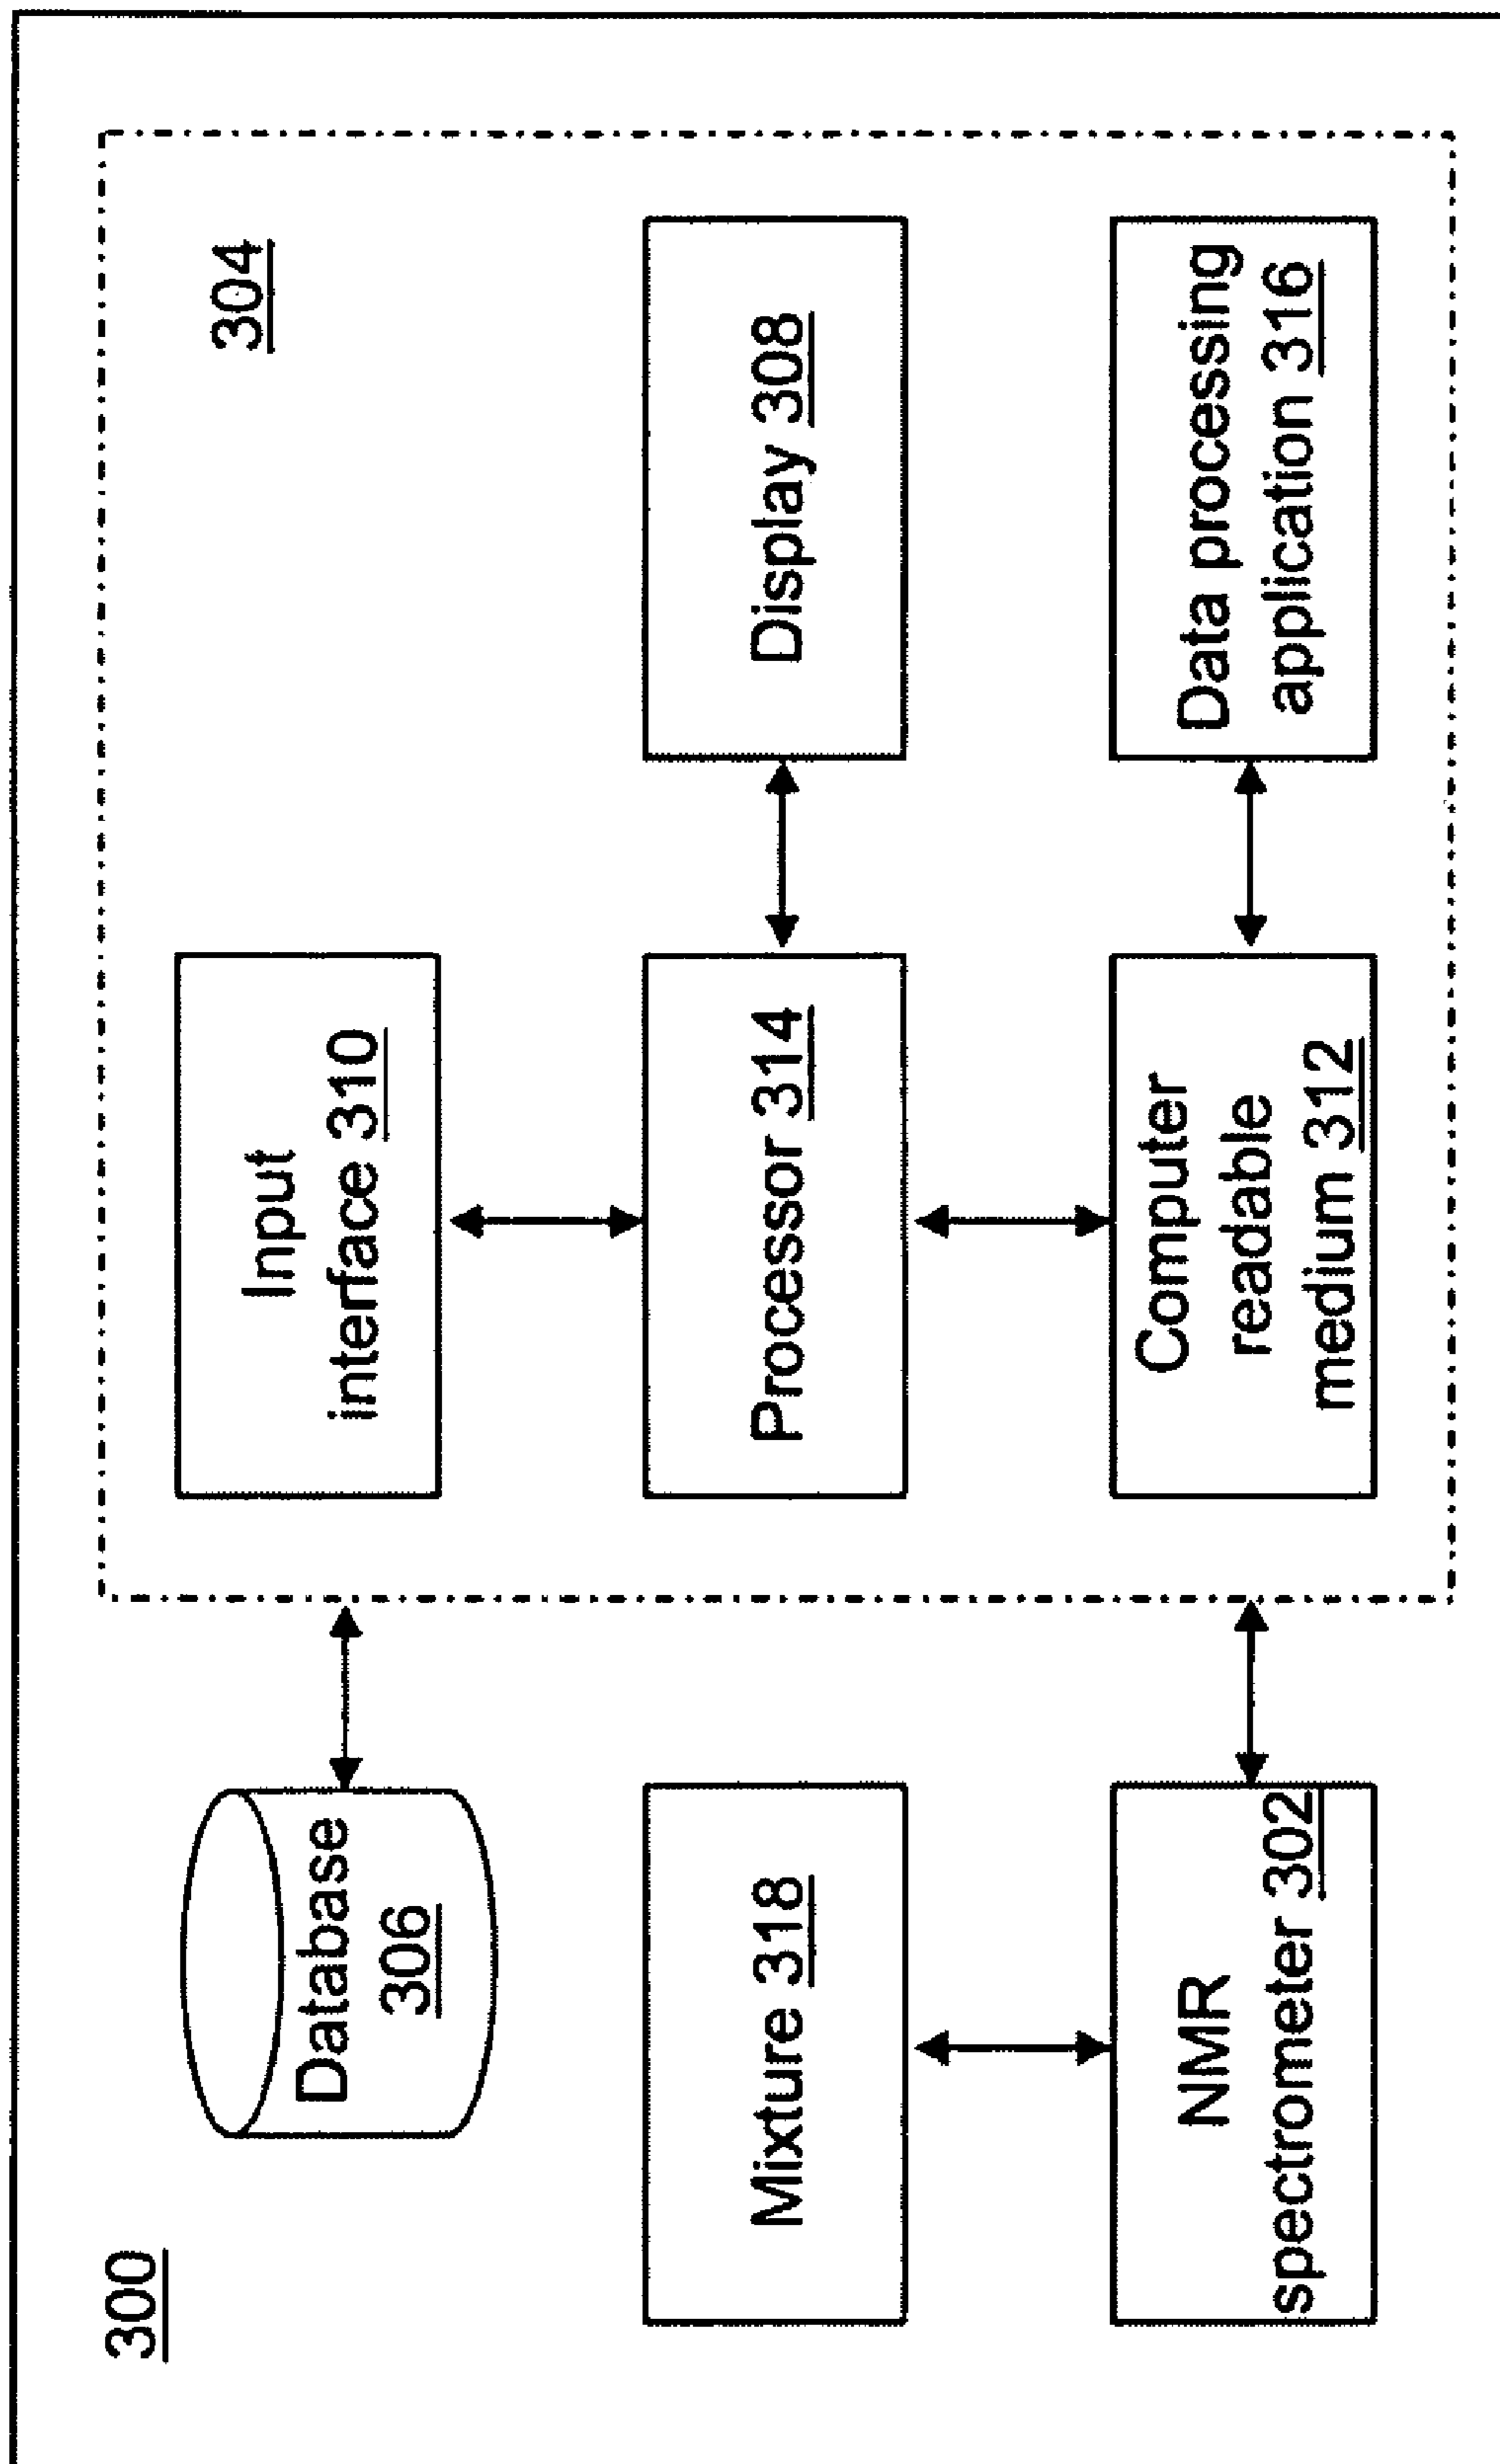 300
304
Database
306
Input
interface 310
Mixture 318
Processor 314
Display 308
NMR
spectrometer 302
Computer
readable
medium 312
Data processing
application 316